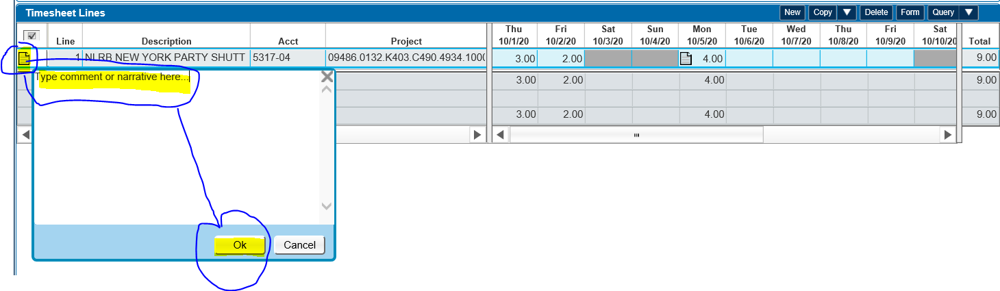 Timesheet Lines New Copy Delete Form Query
Thu Fri Sat Sun Mon Tue Wed Thu Fri Sat
Line Description Acct Project 10/1/20 10/2/20 10/3/20 10/4/20 10/5/20 10/6/20 10/7/20 10/8/20 10/9/20 10/10/20 Total
1 NLRB NEW YORK PARTY SHUTT 5317-04 09486.0132.K403.C490.4934.1000 3.00 2.00 4.00 9.00
Type comment or narrative here... 3.00 2.00 4.00 9.00
3.00 2.00 4.00 9.00
Ok Cancel